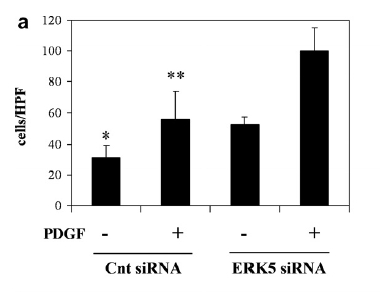 a
120
100
80
60
40
20
0
cells/HPF
*
**
PDGF - + - +
Cnt siRNA ERK5 siRNA